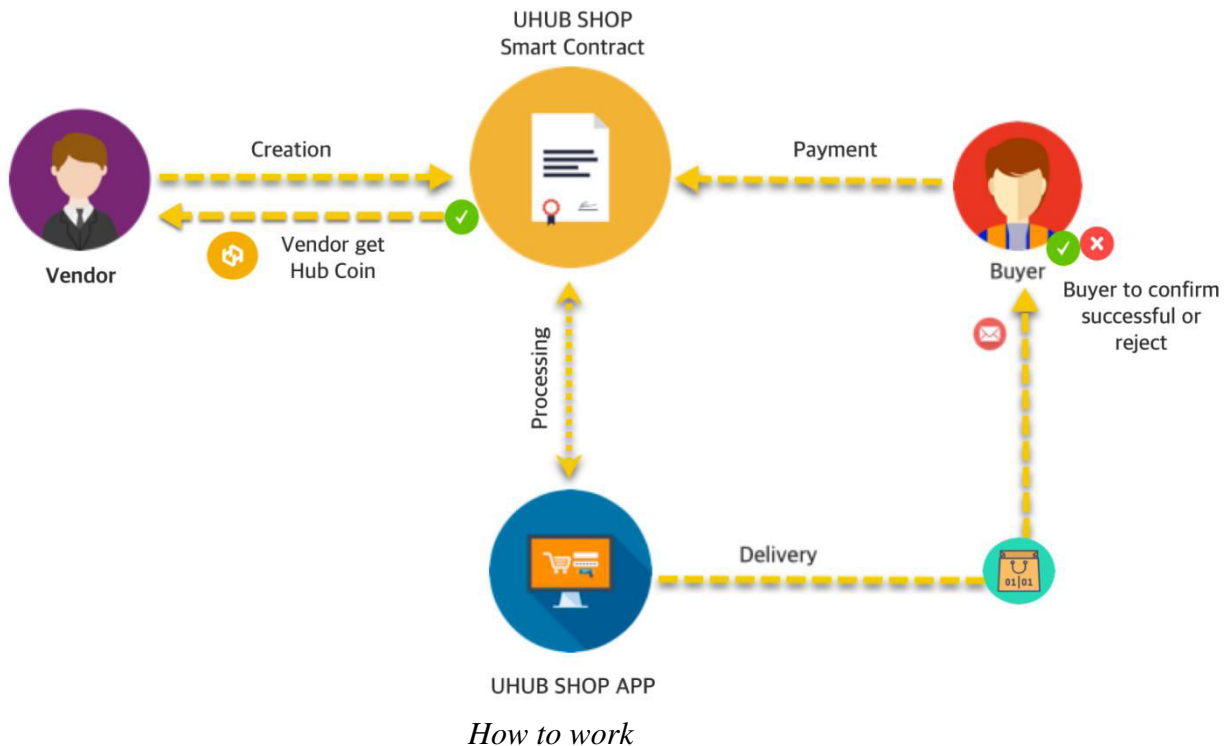 UHUB SHOP
Smart Contract
Creation
Payment
Vendor get
Hub Coin
Vendor
Buyer
Buyer to confirm
successful or
reject
Processing
Delivery
01|01
UHUB SHOP APP
How to work